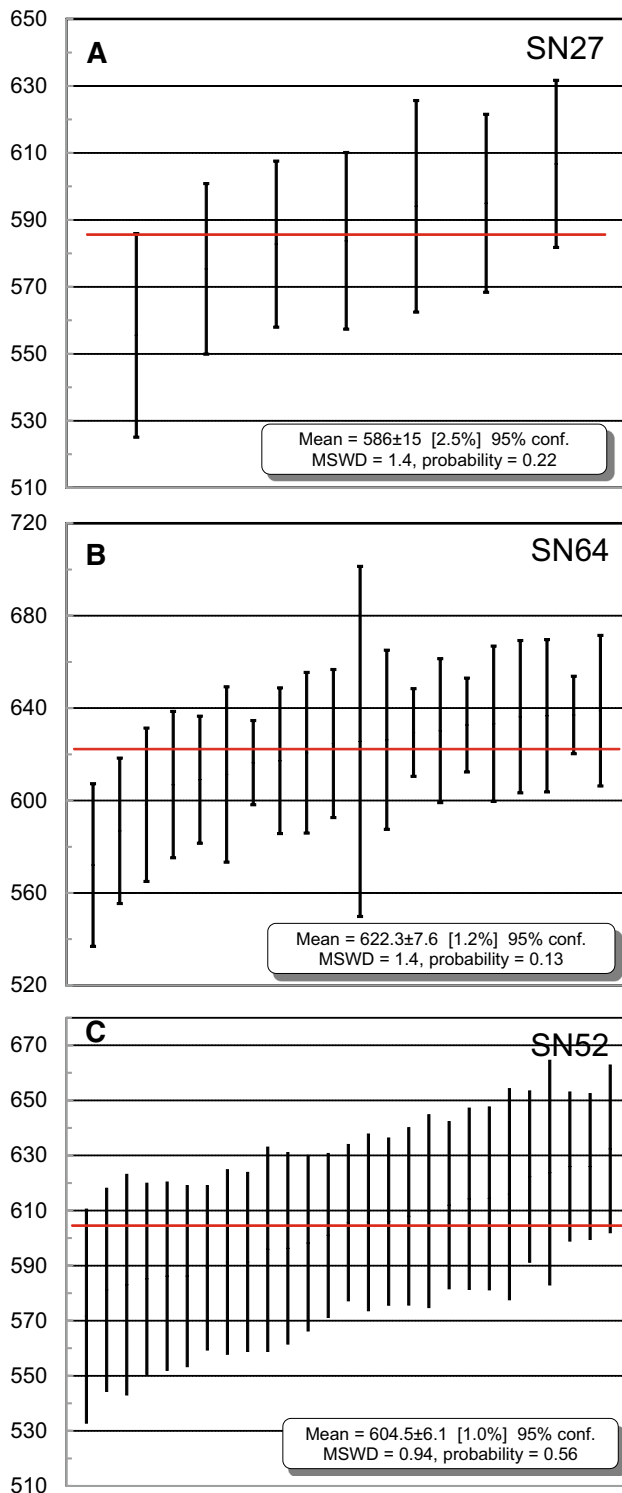 650
A
SN27
630
610
590
570
550
530
Mean = 586±15 [2.5%] 95% conf.
MSWD = 1.4, probability = 0.22
510
720
B
SN64
680
640
600
560
Mean = 622.3±7.6 [1.2%] 95% conf.
MSWD = 1.4, probability = 0.13
520
C
SN52
670
650
630
610
590
570
550
530
Mean = 604.5±6.1 [1.0%] 95% conf.
MSWD = 0.94, probability = 0.56
510